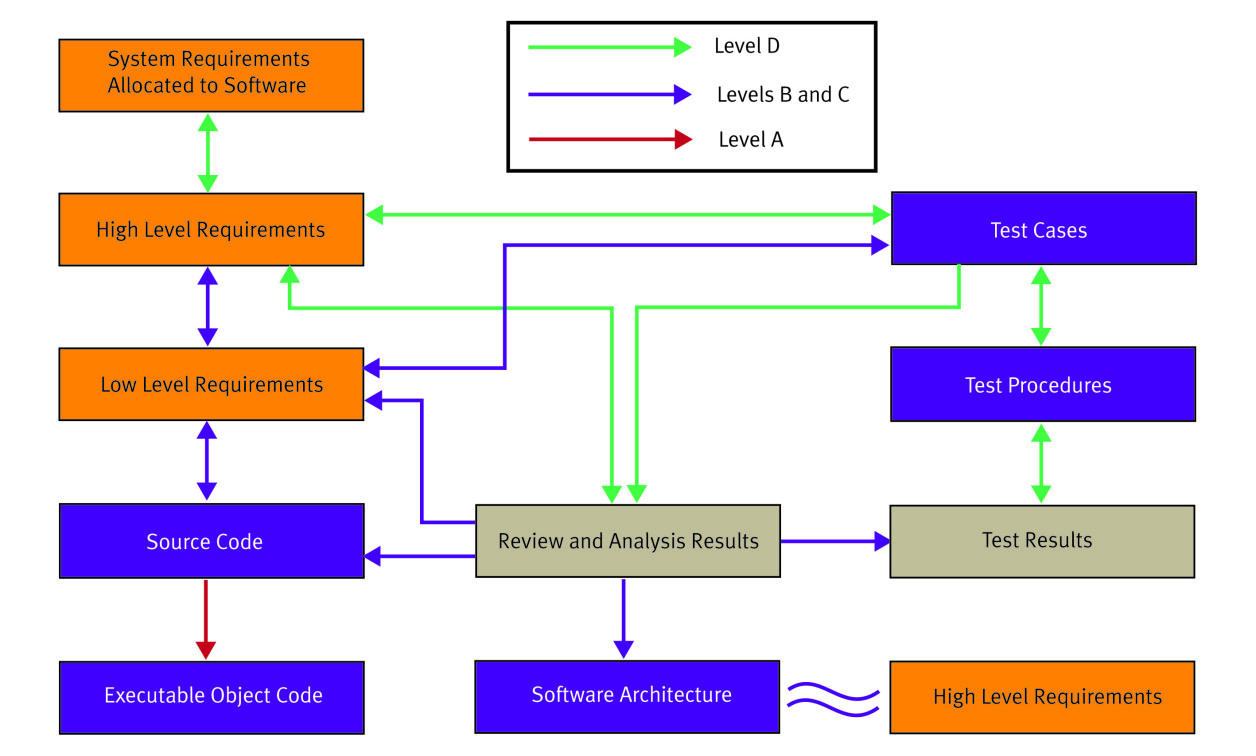 System Requirements
Allocated to Software
Level D
Levels B and C
Level A
High Level Requirements
Test Cases
Low Level Requirements
Test Procedures
Source Code
Review and Analysis Results
Test Results
Executable Object Code
Software Architecture
High Level Requirements